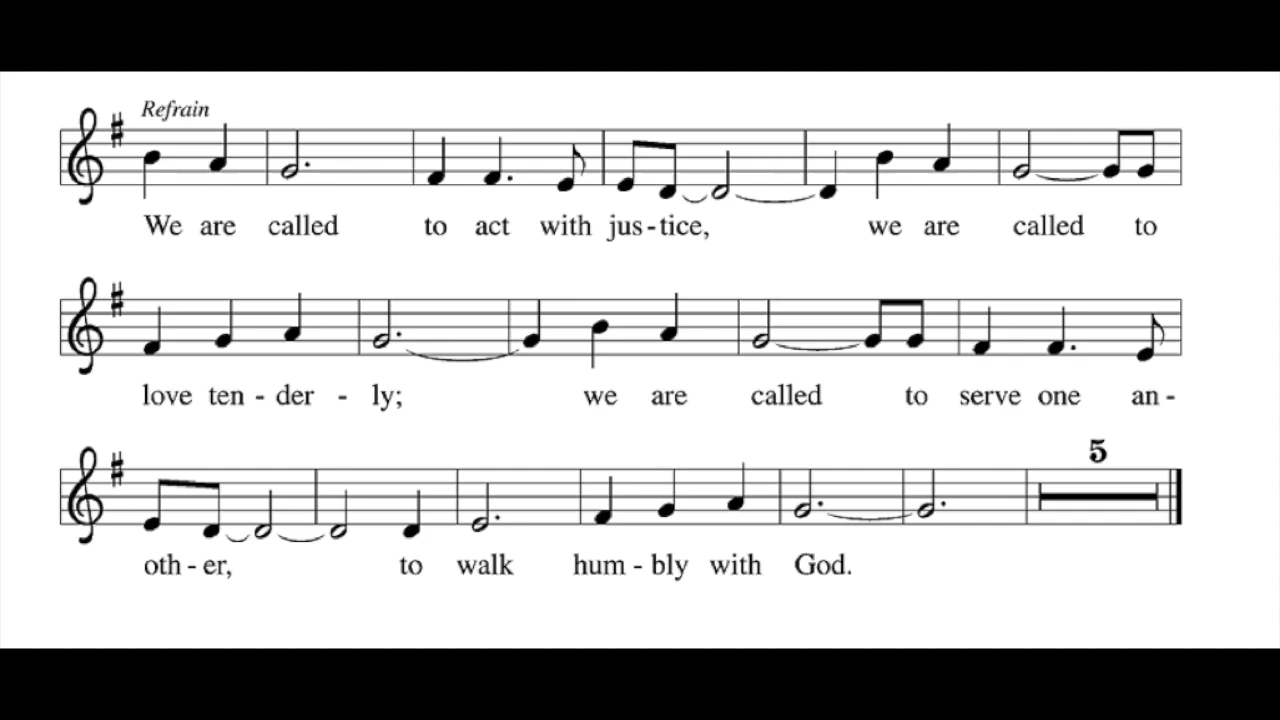 Refrain
We are called to act with jus - tice, we are called to
love ten - der - ly; we are called to serve one an -
5
oth - er, to walk hum - bly with God.